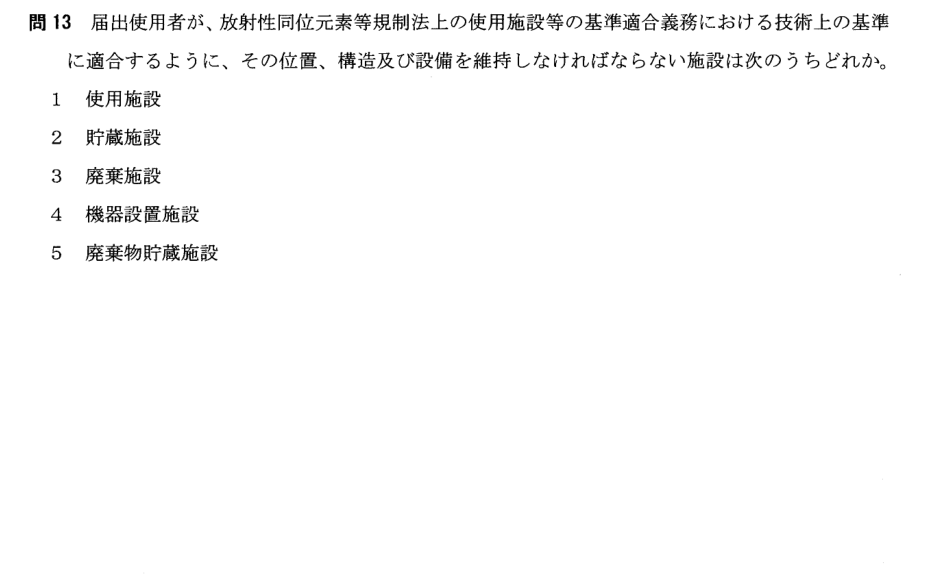 問 13　届出使用者が、放射性同位元素等規制法上の使用施設等の基準適合義務における技術上の基準
に適合するように、その位置、構造及び設備を維持しなければならない施設は次のうちどれか。
1　使用施設
2　貯蔵施設
3　廃棄施設
4　機器設置施設
5　廃棄物貯蔵施設